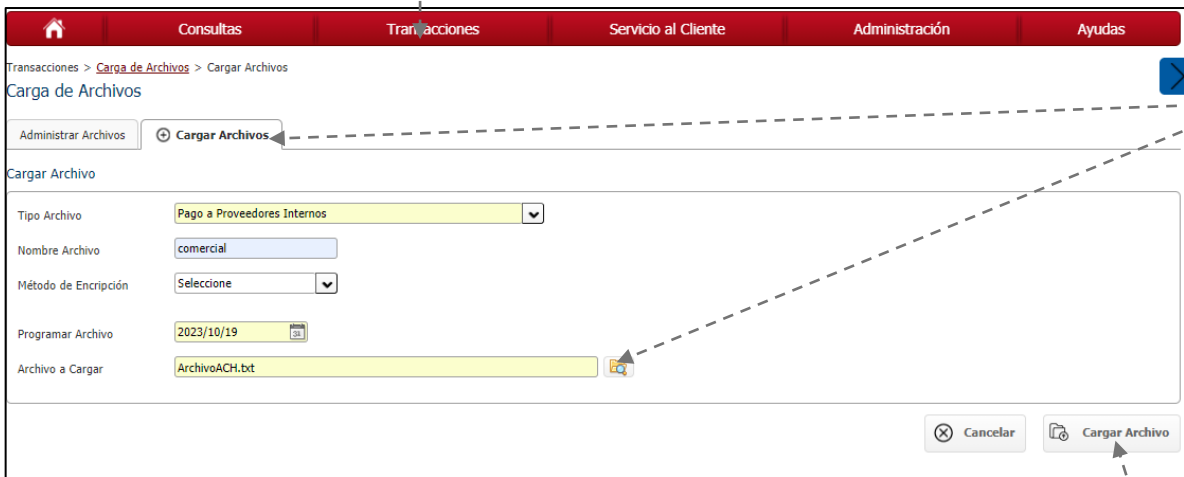 Consultas Transacciones Servicio al Cliente Administración Ayudas
Transacciones > Carga de Archivos > Cargar Archivos
Carga de Archivos
Administrar Archivos Cargar Archivos
Cargar Archivo
Tipo Archivo Pago a Proveedores Internos
Nombre Archivo comercial
Método de Encripción Seleccione
Programar Archivo 2023/10/19 31
Archivo a Cargar ArchivoACH.txt
Cancelar Cargar Archivo